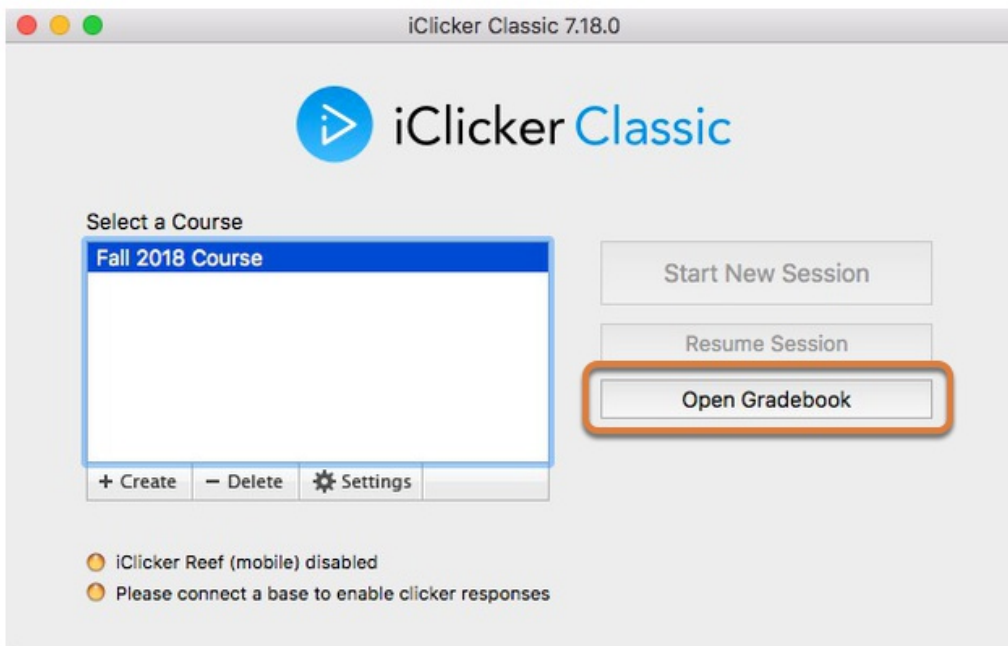 iClicker Classic 7.18.0
iClicker Classic
Select a Course
Fall 2018 Course
Start New Session
Resume Session
Open Gradebook
+ Create
− Delete
Settings
iClicker Reef (mobile) disabled
Please connect a base to enable clicker responses